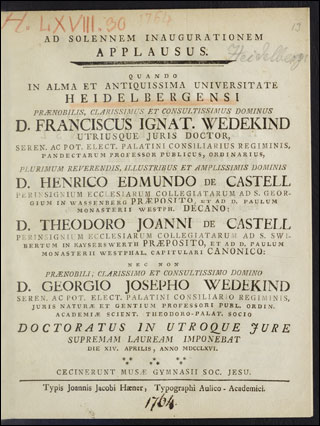 H. LXVIII. 30 1764
13
AD SOLENNEM INAUGURATIONEM
APPLAUSUS.
Heidelberg
QUANDO
IN ALMA ET ANTIQUISSIMA UNIVERSITATE
HEIDELBERGENSI
PRÆNOBILIS, CLARISSIMUS ET CONSULTISSIMUS DOMINUS
D. FRANCISCUS IGNAT. WEDEKIND
UTRIUSQUE JURIS DOCTOR,
SEREN. AC POT. ELECT. PALATINI CONSILIARIUS REGIMINIS,
PANDECTARUM PROFESSOR PUBLICUS, ORDINARIUS,
PLURIMUM REVERENDIS, ILLUSTRIBUS ET AMPLISSIMIS DOMINIS
D. HENRICO EDMUNDO DE CASTELL
PERINSIGNIUM ECCLESIARUM COLLEGIATARUM AD S. GEOR-
GIUM IN WASSENBERG PRÆPOSITO, ET AD D. PAULUM
MONASTERII WESTPH. DECANO:
D. THEODORO JOANNI DE CASTELL
PERINSIGNIUM ECCLESIARUM COLLEGIATARUM AD S. SWI-
BERTUM IN KAYSERSWERTH PRÆPOSITO, ET AD D. PAULUM
MONASTERII WESTPHAL. CAPITULARI CANONICO:
NEC NON
PRÆNOBILI, CLARISSIMO ET CONSULTISSIMO DOMINO
D. GEORGIO JOSEPHO WEDEKIND
SEREN. AC POT. ELECT. PALATINI CONSILIARIO REGIMINIS,
JURIS NATURÆ ET GENTIUM PROFESSORI PUBL. ORDIN.
ACADEMIÆ SCIENT. THEODORO-PALAT. SOCIO
DOCTORATUS IN UTROQUE JURE
SUPREMAM LAUREAM IMPONEBAT
DIE XIV. APRILIS, ANNO MDCCLXVI.
CECINERUNT MUSÆ GYMNASII SOC. JESU.
Typis Joannis Jacobi Hæner, Typographi Aulico-Academici.
1764.